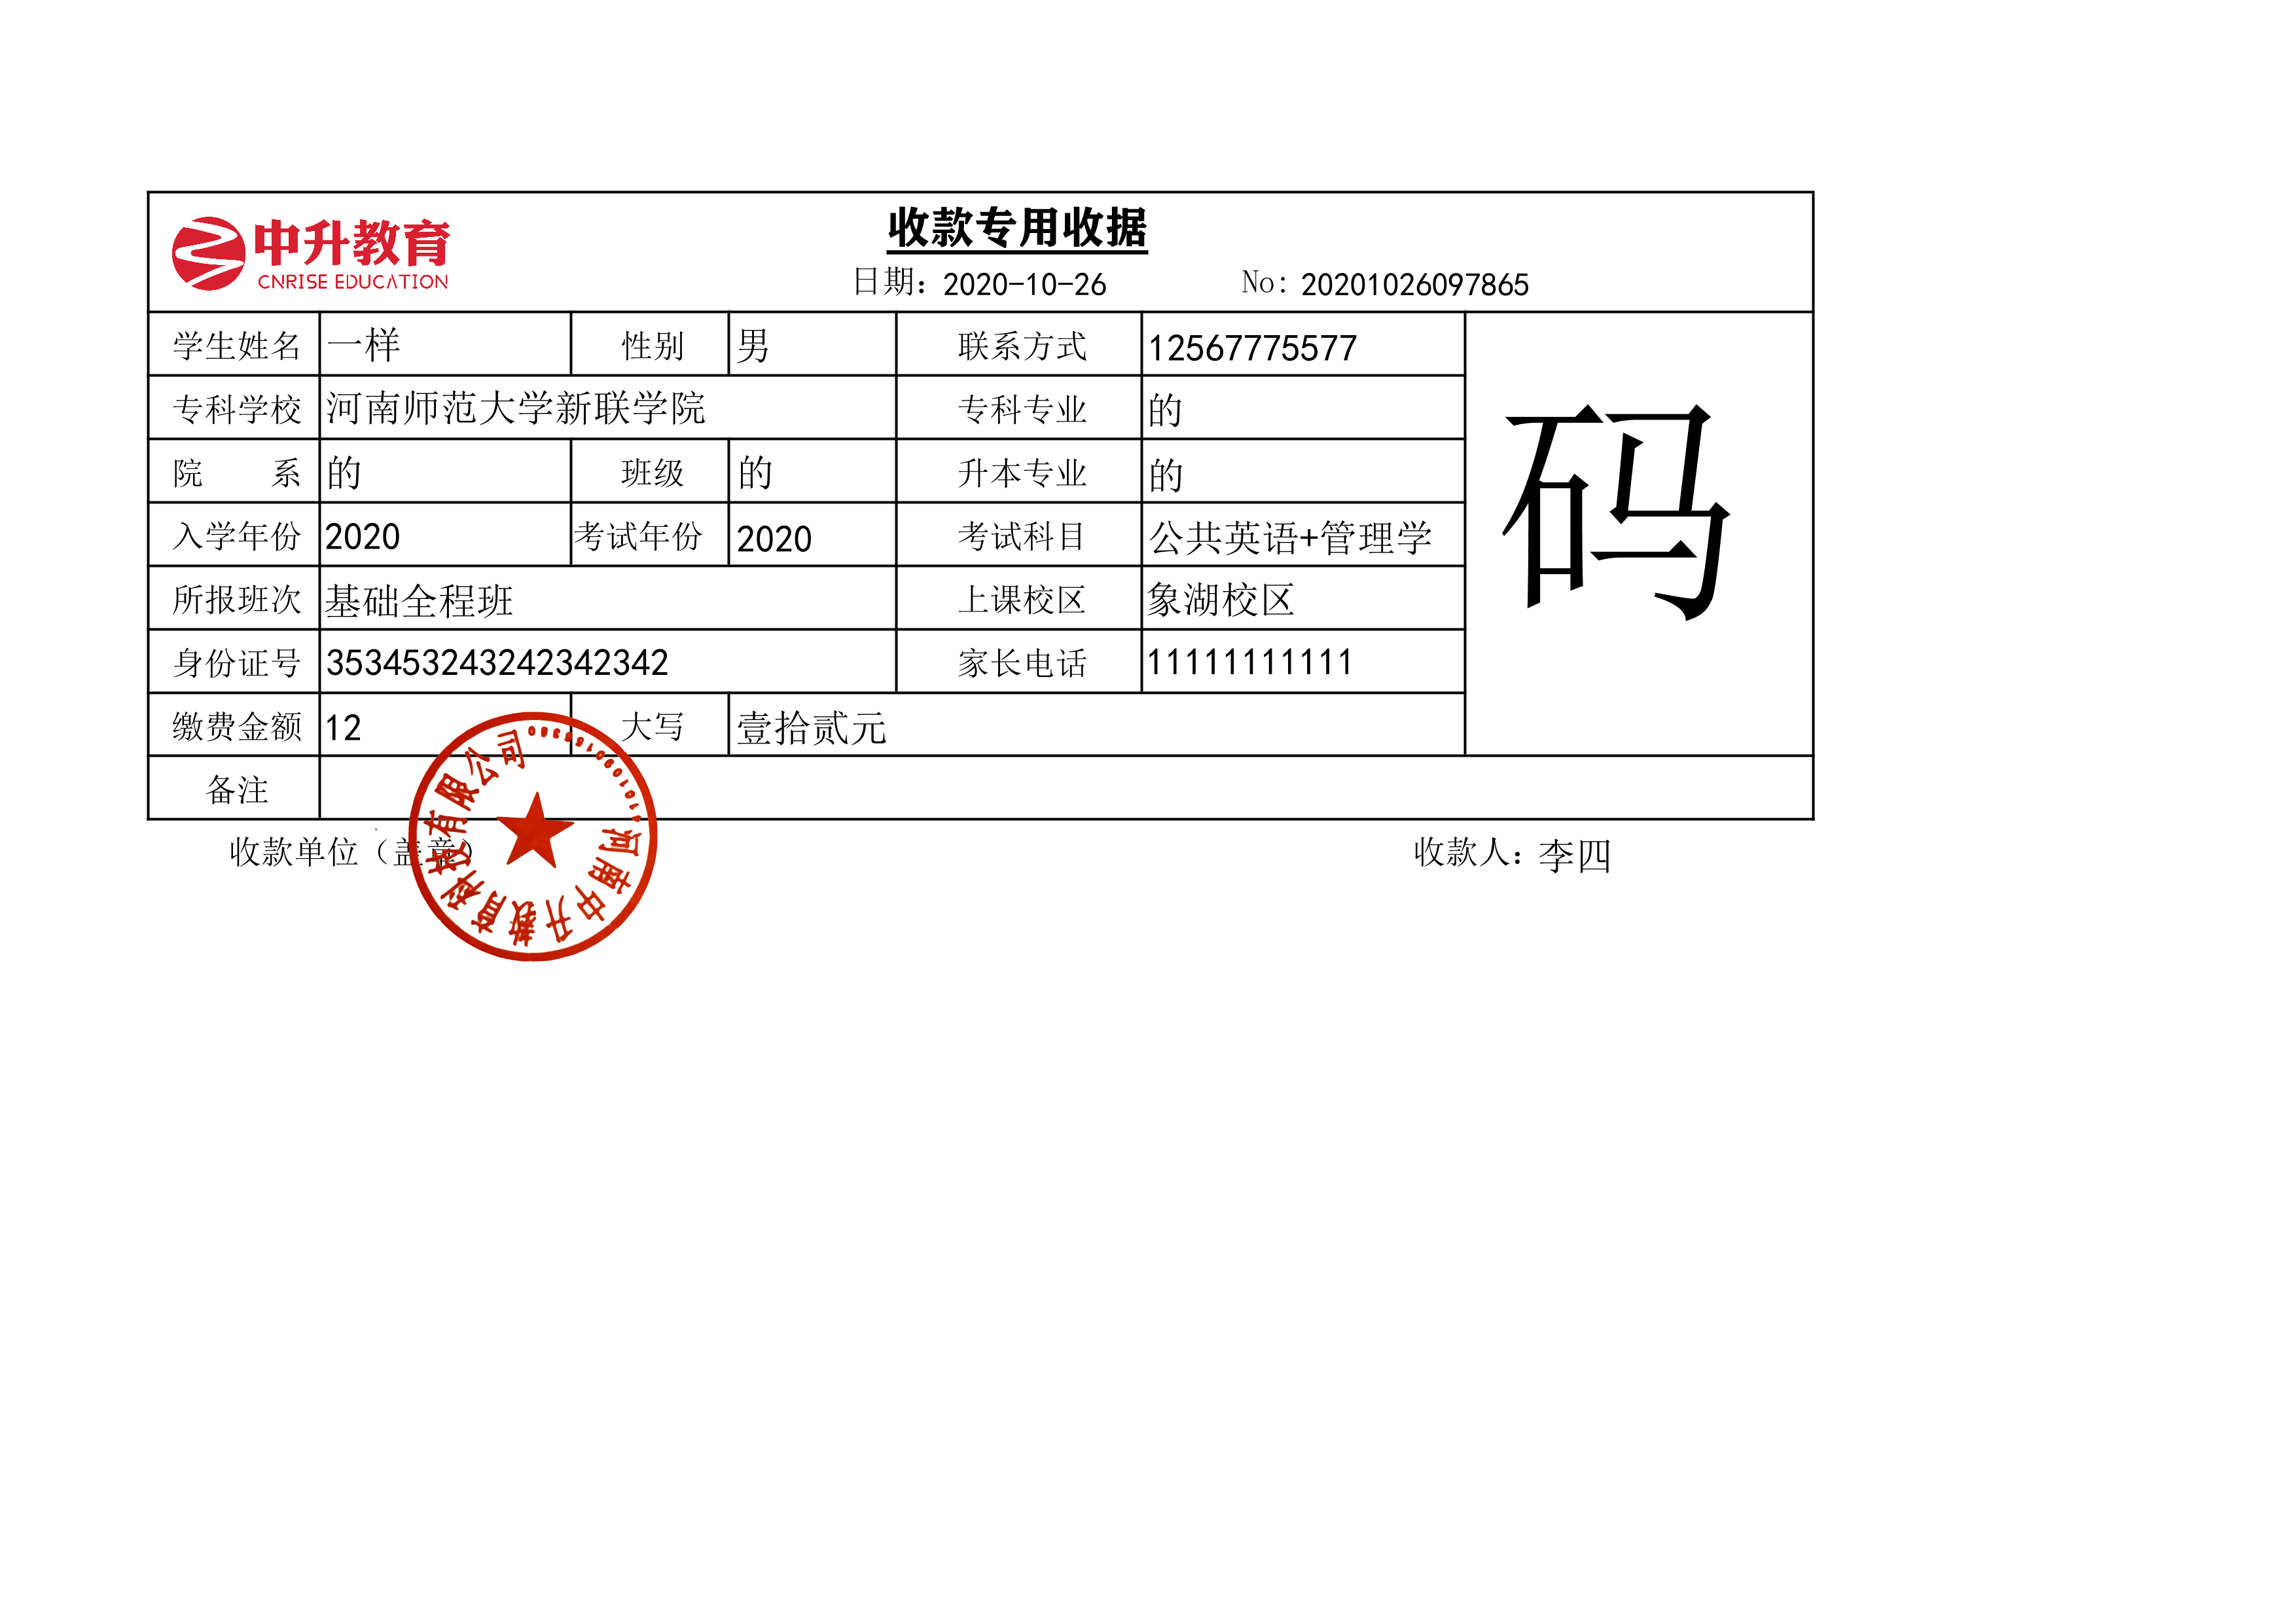 中升教育
CNRISE EDUCATION
收款专用收据
日期：2020-10-26 No：20201026097865
学生姓名 一样 性别 男 联系方式 12567775577
专科学校 河南师范大学新联学院 专科专业 的
院 系 的 班级 的 升本专业 的
入学年份 2020 考试年份 2020 考试科目 公共英语+管理学
所报班次 基础全程班 上课校区 象湖校区
身份证号 353453243242342342 家长电话 11111111111
缴费金额 12 大写 壹拾贰元
码
备注
收款单位（盖章） 收款人：李四
河南中升教育科技有限公司